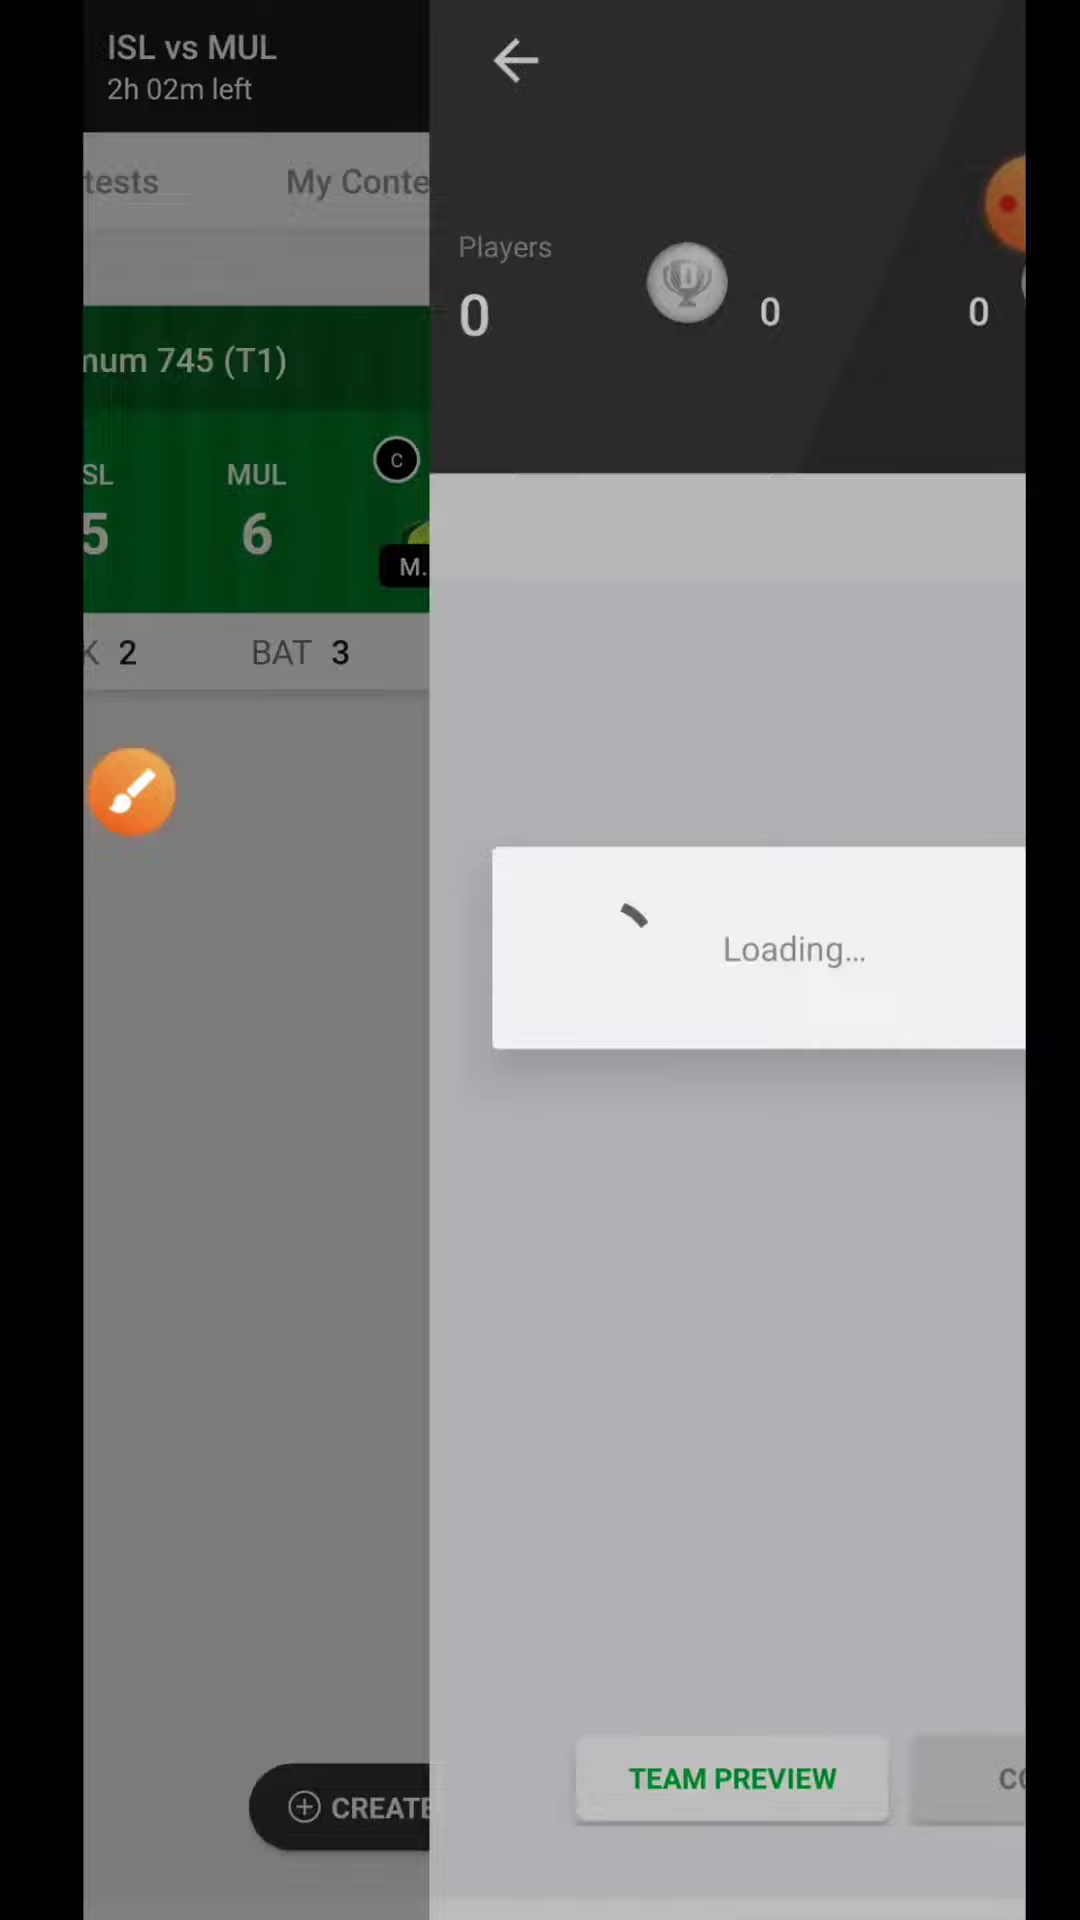 ISL vs MUL
2h 02m left
tests
My Conte
Players
0
0
0
mum 745 (T1)
C
SL
MUL
5
6
M.
K 2
BAT 3
Loading...
TEAM PREVIEW
CO
CREATE